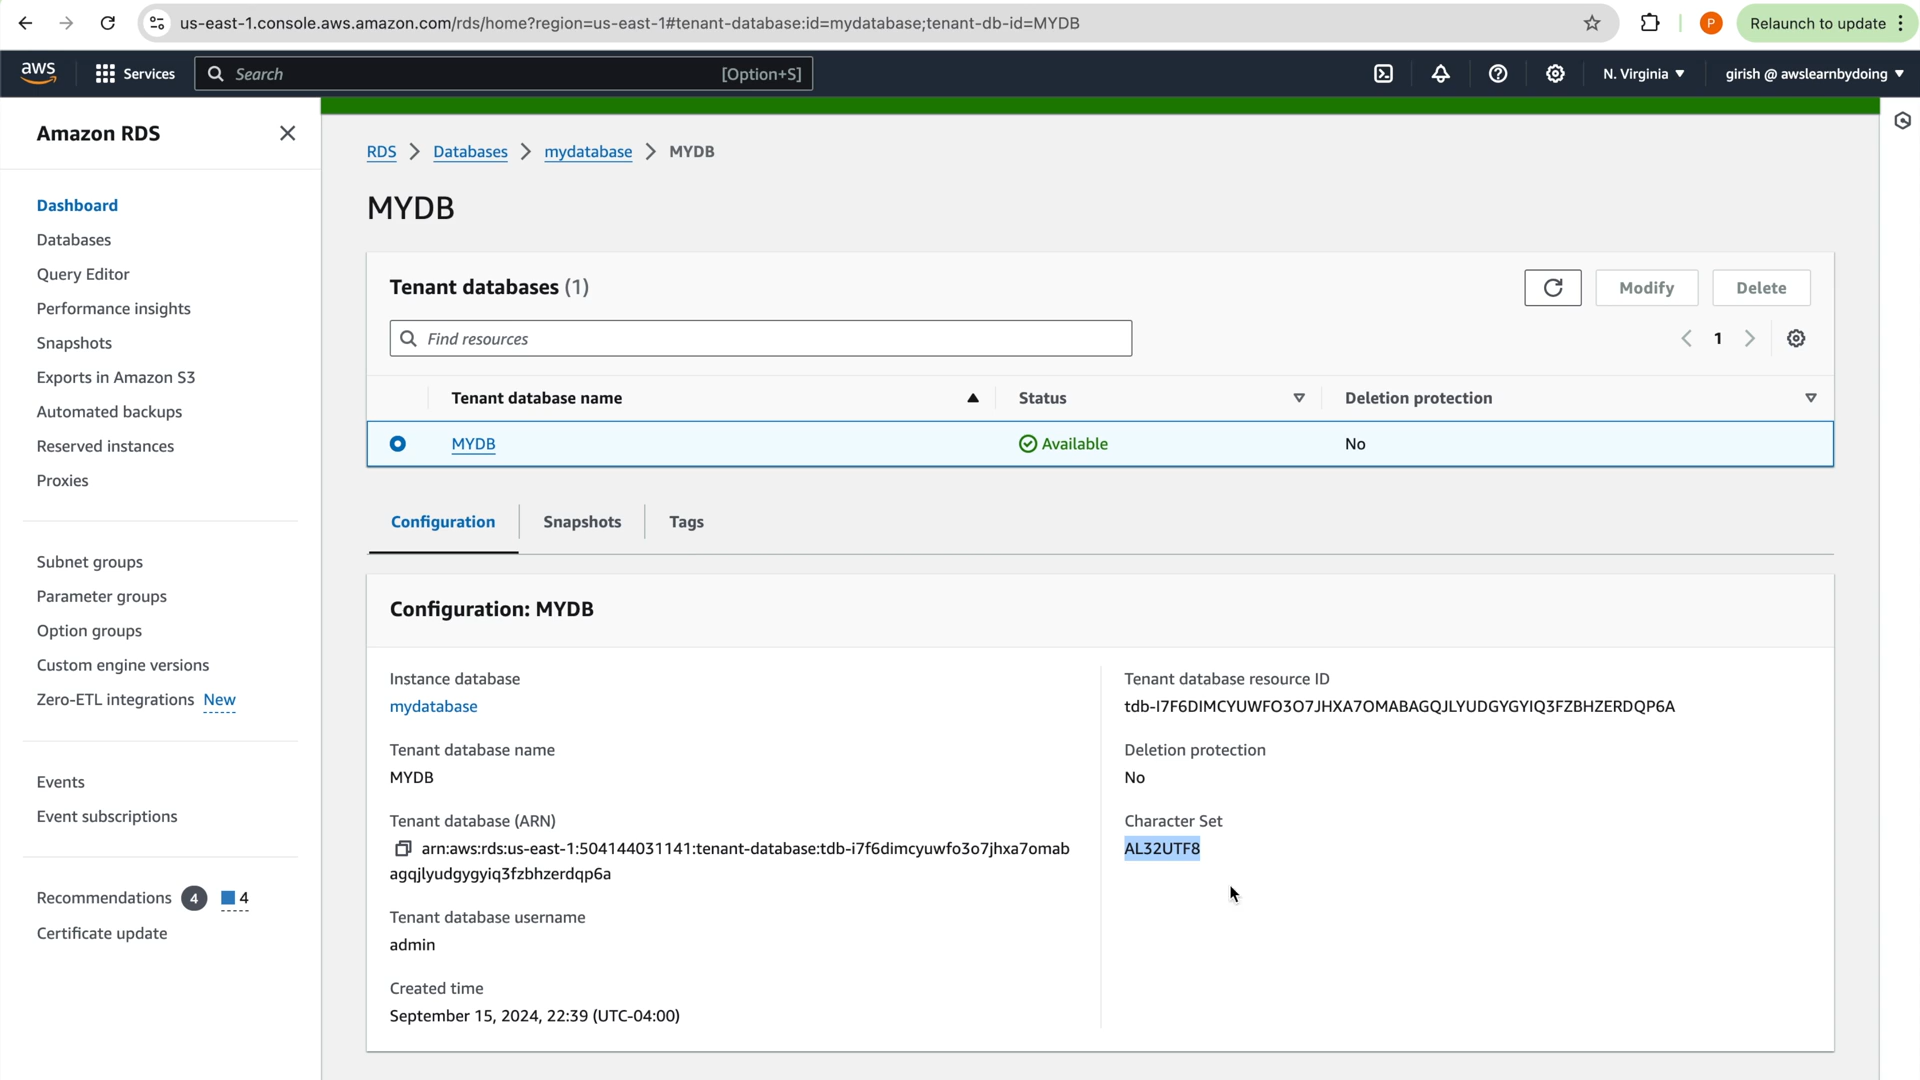 us-east-1.console.aws.amazon.com/rds/home?region=us-east-1#tenant-database:id=mydatabase;tenant-db-id=MYDB
P
Relaunch to update
aws
Services
Search
[Option+S]
N. Virginia
girish @ awslearnbydoing
Amazon RDS
Dashboard
Databases
Query Editor
Performance insights
Snapshots
Exports in Amazon S3
Automated backups
Reserved instances
Proxies
Subnet groups
Parameter groups
Option groups
Custom engine versions
Zero-ETL integrations New
Events
Event subscriptions
Recommendations 4 4
Certificate update
RDS > Databases > mydatabase > MYDB
MYDB
Tenant databases (1)
Modify
Delete
Find resources
1
Tenant database name
Status
Deletion protection
MYDB
Available
No
Configuration
Snapshots
Tags
Configuration: MYDB
Instance database
mydatabase
Tenant database name
MYDB
Tenant database (ARN)
arn:aws:rds:us-east-1:504144031141:tenant-database:tdb-i7f6dimcyuwfo3o7jhxa7omab
agqjlyudgygyiq3fzbhzerdqp6a
Tenant database username
admin
Created time
September 15, 2024, 22:39 (UTC-04:00)
Tenant database resource ID
tdb-I7F6DIMCYUWFO3O7JHXA7OMABAGQJLYUDGYGYIQ3FZBHZERDQP6A
Deletion protection
No
Character Set
AL32UTF8